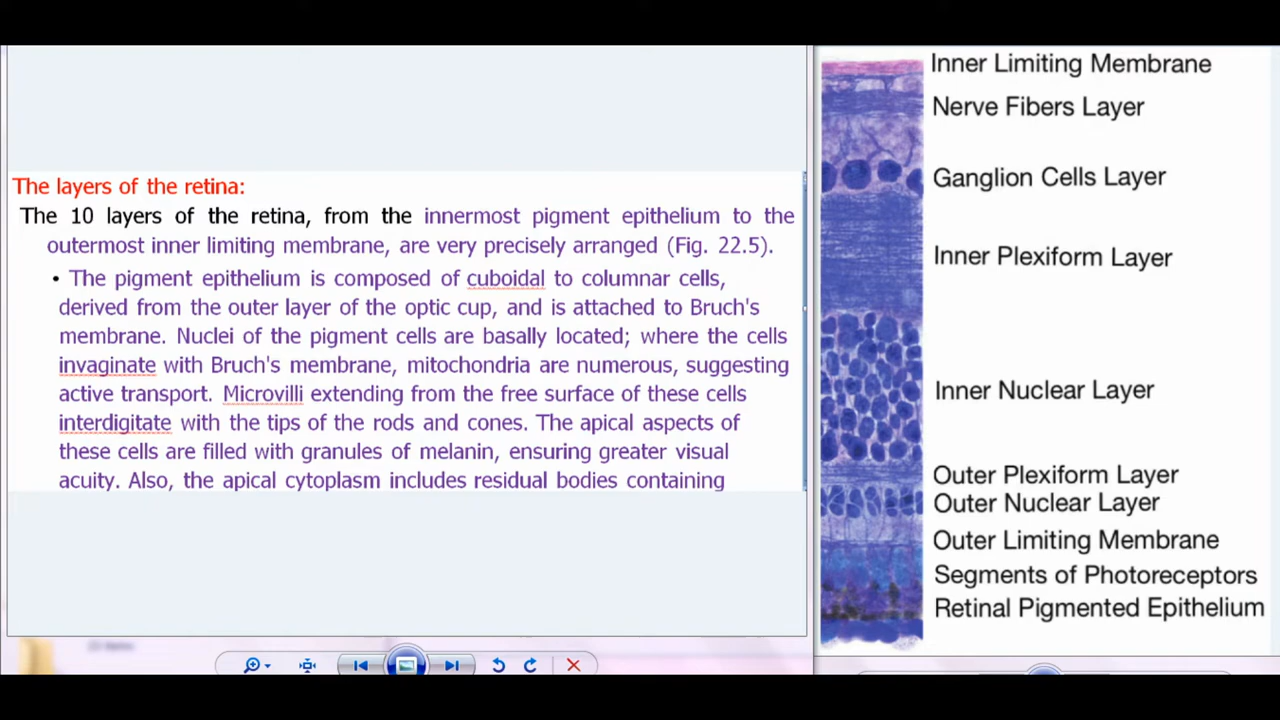 The layers of the retina:
The 10 layers of the retina, from the innermost pigment epithelium to the
outermost inner limiting membrane, are very precisely arranged (Fig. 22.5).
• The pigment epithelium is composed of cuboidal to columnar cells,
derived from the outer layer of the optic cup, and is attached to Bruch's
membrane. Nuclei of the pigment cells are basally located; where the cells
invaginate with Bruch's membrane, mitochondria are numerous, suggesting
active transport. Microvilli extending from the free surface of these cells
interdigitate with the tips of the rods and cones. The apical aspects of
these cells are filled with granules of melanin, ensuring greater visual
acuity. Also, the apical cytoplasm includes residual bodies containing
Inner Limiting Membrane
Nerve Fibers Layer
Ganglion Cells Layer
Inner Plexiform Layer
Inner Nuclear Layer
Outer Plexiform Layer
Outer Nuclear Layer
Outer Limiting Membrane
Segments of Photoreceptors
Retinal Pigmented Epithelium